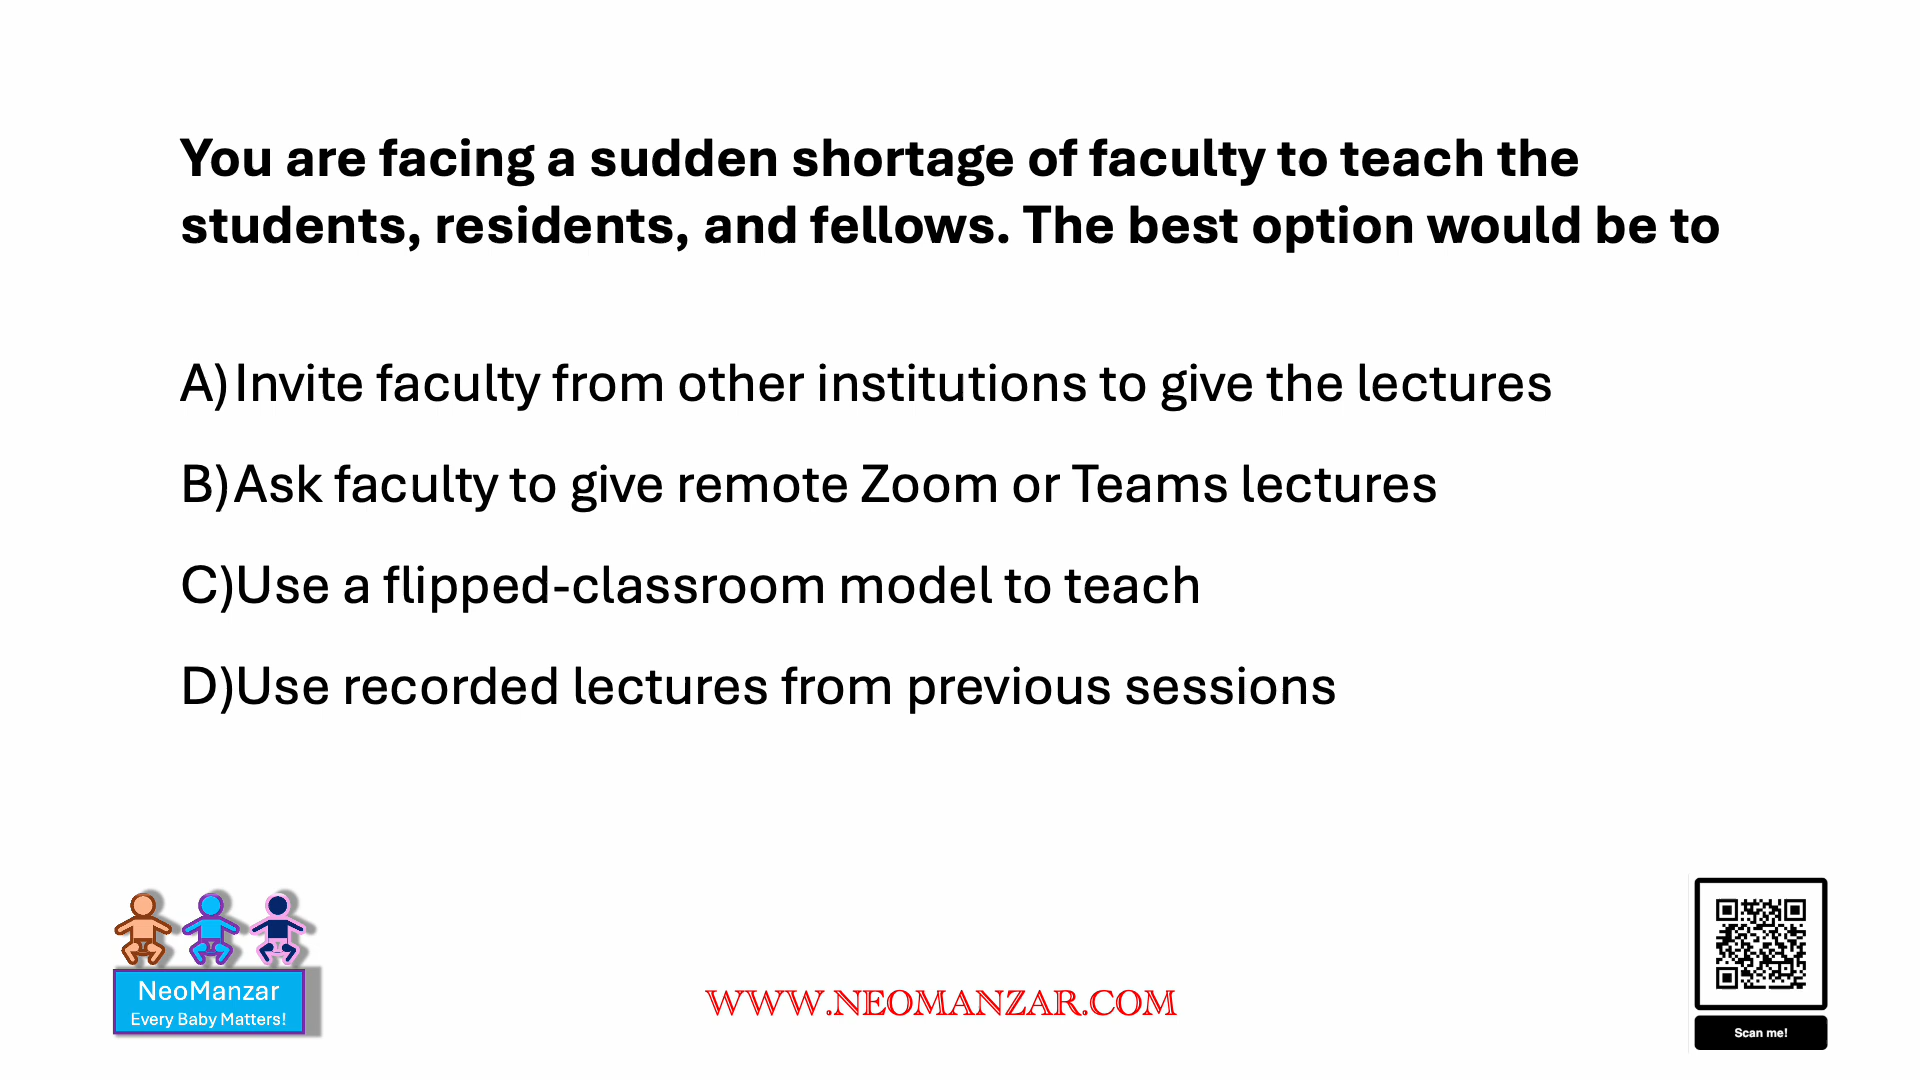 You are facing a sudden shortage of faculty to teach the
students, residents, and fellows. The best option would be to
A) Invite faculty from other institutions to give the lectures
B) Ask faculty to give remote Zoom or Teams lectures
C) Use a flipped-classroom model to teach
D) Use recorded lectures from previous sessions
NeoManzar
Every Baby Matters!
WWW.NEOMANZAR.COM
Scan me!